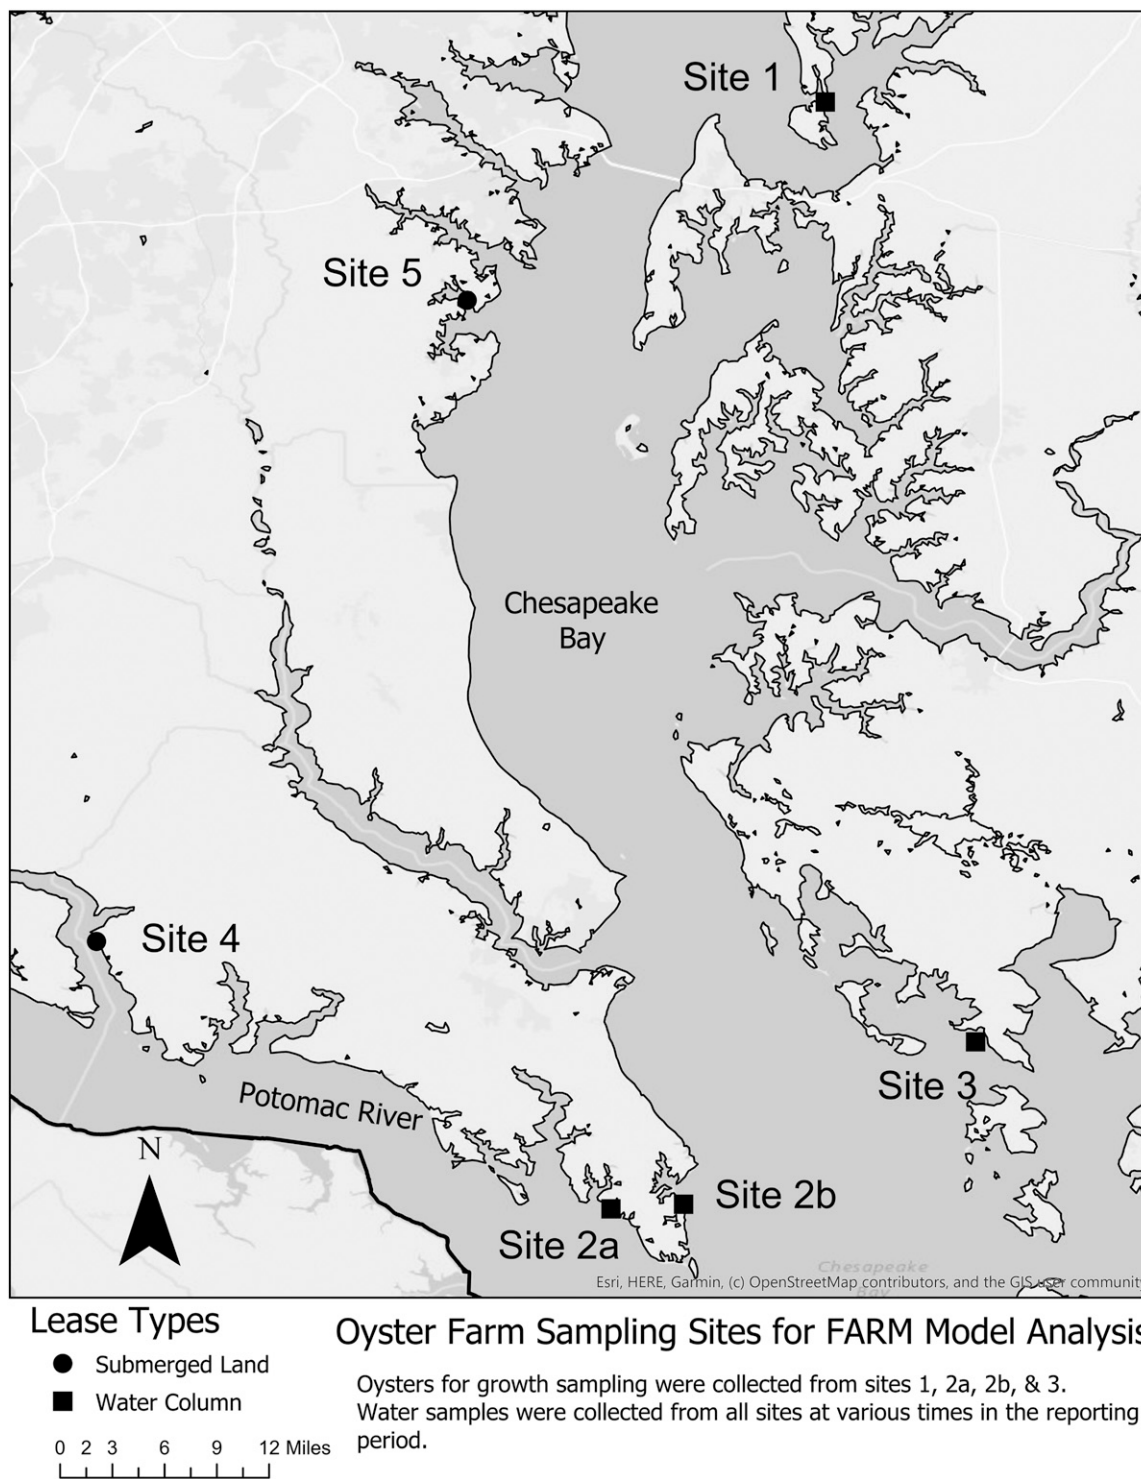 Site 1
Site 5
Chesapeake
Bay
Site 4
Site 3
Potomac River
N
Site 2b
Site 2a
Chesapeake
Bay
Esri, HERE, Garmin, (c) OpenStreetMap contributors, and the GIS user community
Lease Types
Submerged Land
Water Column
0 2 3 6 9 12 Miles
Oyster Farm Sampling Sites for FARM Model Analysis
Oysters for growth sampling were collected from sites 1, 2a, 2b, & 3.
Water samples were collected from all sites at various times in the reporting
period.